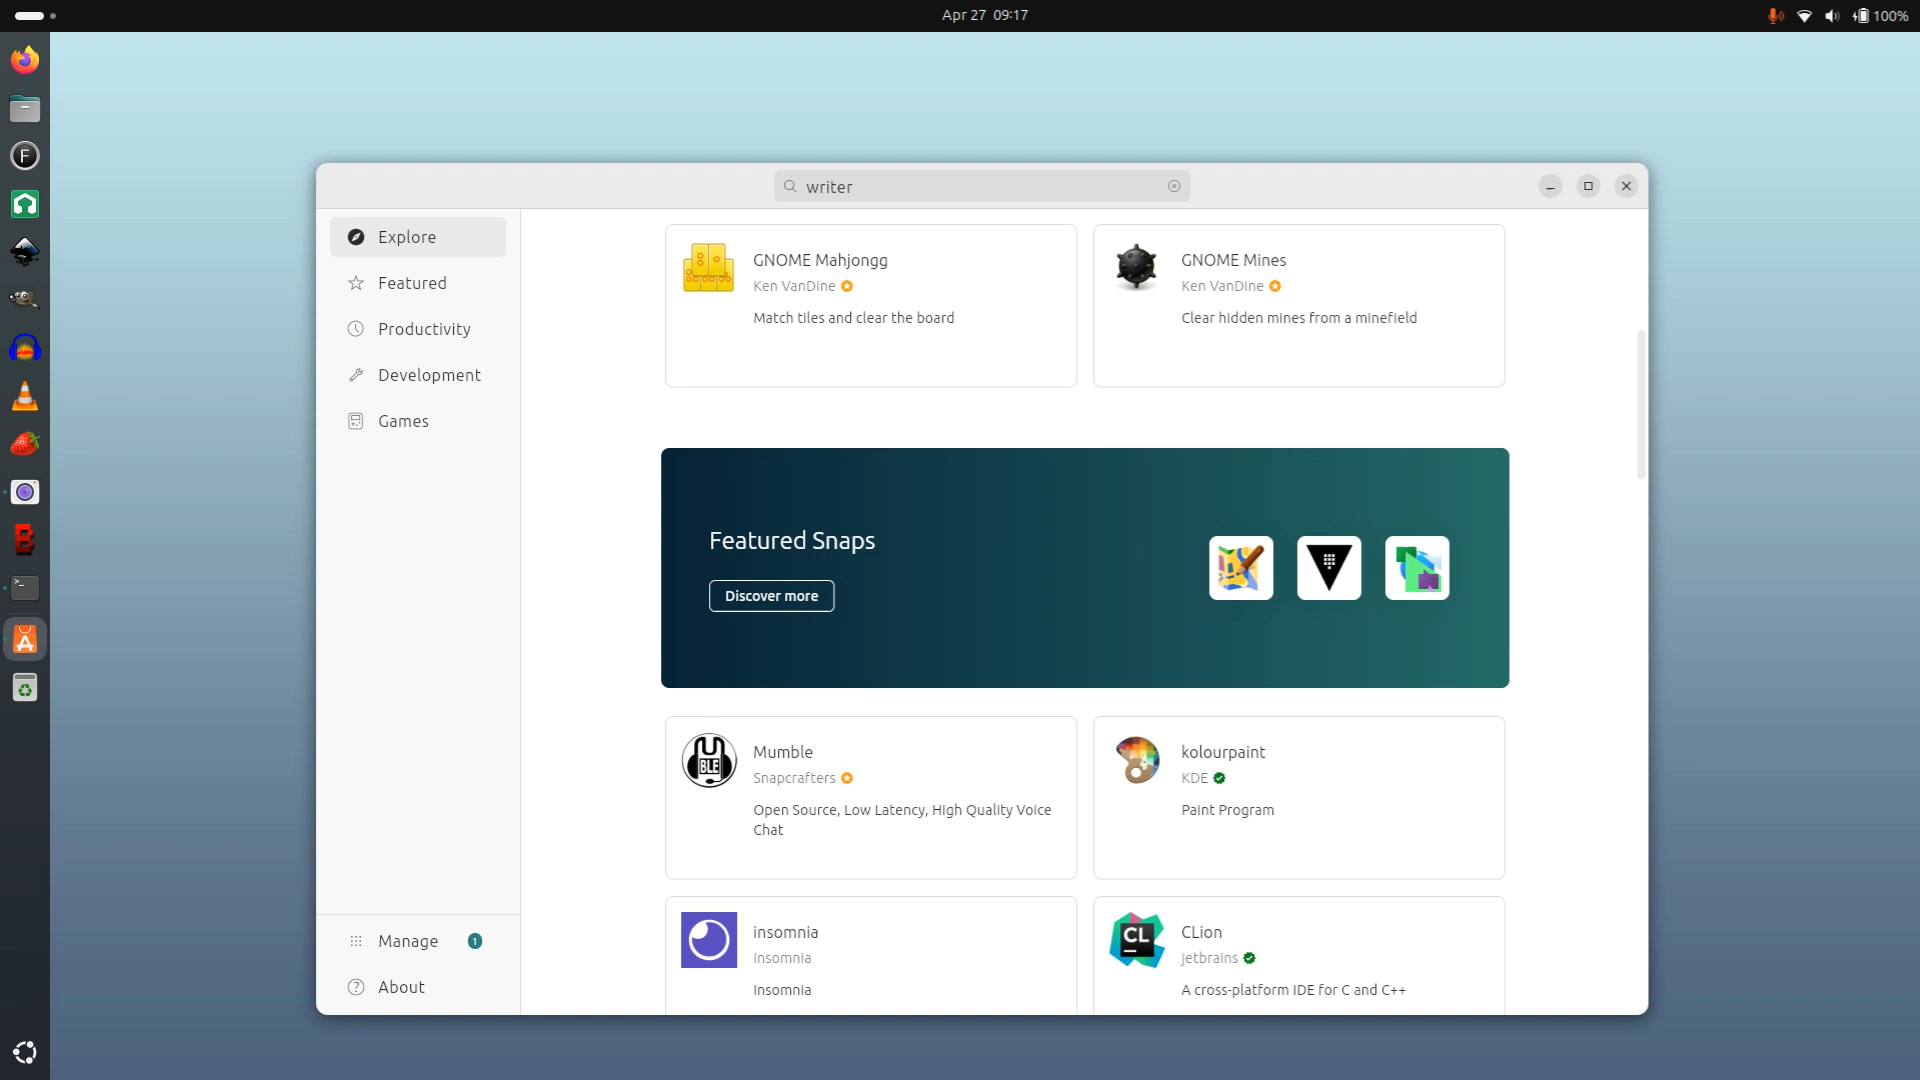 Apr 27 09:17
100%
writer
Explore
Featured
Productivity
Development
Games
Manage 1
About
GNOME Mahjongg
Ken VanDine
Match tiles and clear the board
GNOME Mines
Ken VanDine
Clear hidden mines from a minefield
Featured Snaps
Discover more
Mumble
Snapcrafters
Open Source, Low Latency, High Quality Voice
Chat
kolourpaint
KDE
Paint Program
insomnia
Insomnia
Insomnia
CL
CLion
jetbrains
A cross-platform IDE for C and C++
U
BLE
F
B
A
>_